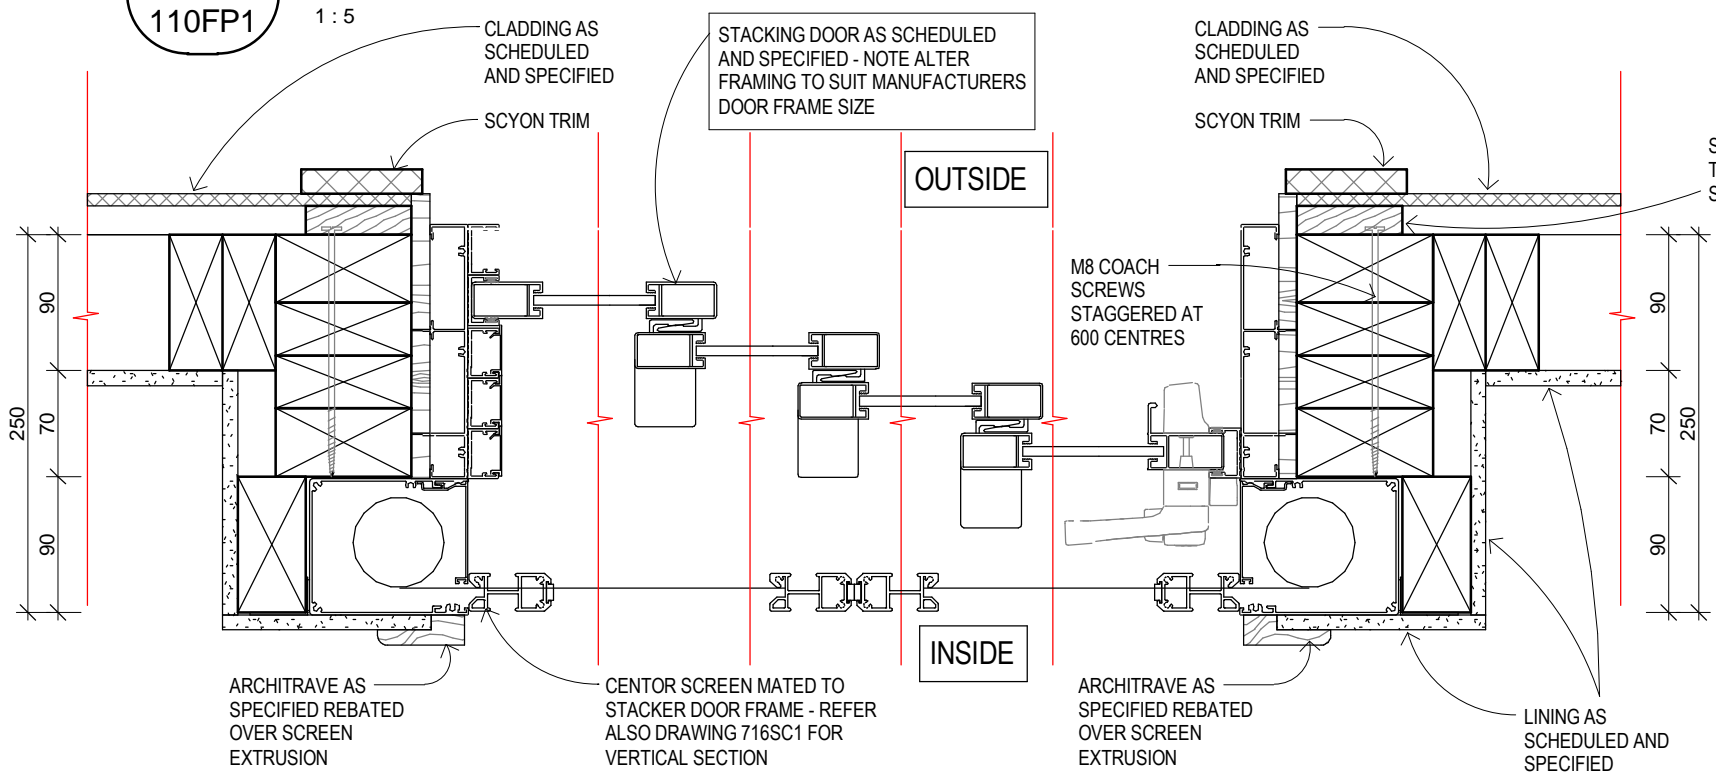 110FP1
1 : 5
CLADDING AS
SCHEDULED
AND SPECIFIED
SCYON TRIM
STACKING DOOR AS SCHEDULED
AND SPECIFIED - NOTE ALTER
FRAMING TO SUIT MANUFACTURERS
DOOR FRAME SIZE
CLADDING AS
SCHEDULED
AND SPECIFIED
SCYON TRIM
S
T
S
OUTSIDE
M8 COACH
SCREWS
STAGGERED AT
600 CENTRES
250
90
70
90
90
70
90
250
INSIDE
ARCHITRAVE AS
SPECIFIED REBATED
OVER SCREEN
EXTRUSION
CENTOR SCREEN MATED TO
STACKER DOOR FRAME - REFER
ALSO DRAWING 716SC1 FOR
VERTICAL SECTION
ARCHITRAVE AS
SPECIFIED REBATED
OVER SCREEN
EXTRUSION
LINING AS
SCHEDULED AND
SPECIFIED